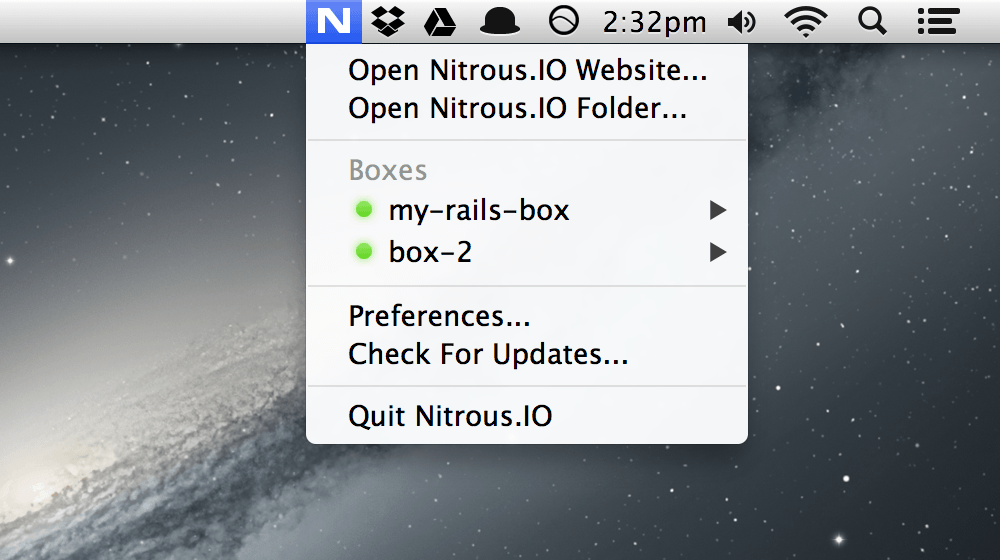 N 2:32pm
Open Nitrous.IO Website...
Open Nitrous.IO Folder...
Boxes
my-rails-box
box-2
Preferences...
Check For Updates...
Quit Nitrous.IO